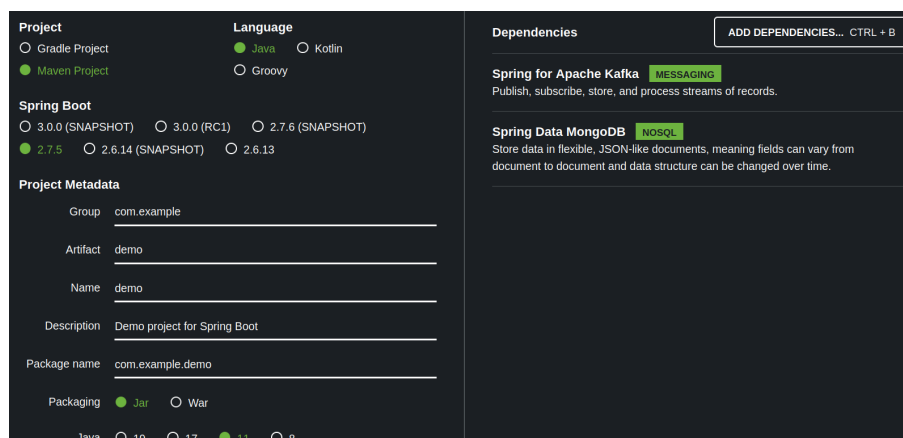 Project
Gradle Project
Maven Project
Language
Java Kotlin
Groovy
Spring Boot
3.0.0 (SNAPSHOT) 3.0.0 (RC1) 2.7.6 (SNAPSHOT)
2.7.5 2.6.14 (SNAPSHOT) 2.6.13
Project Metadata
Group com.example
Artifact demo
Name demo
Description Demo project for Spring Boot
Package name com.example.demo
Packaging Jar War
Java 19 17 11 8
Dependencies
ADD DEPENDENCIES... CTRL + B
Spring for Apache Kafka MESSAGING
Publish, subscribe, store, and process streams of records.
Spring Data MongoDB NOSQL
Store data in flexible, JSON-like documents, meaning fields can vary from
document to document and data structure can be changed over time.